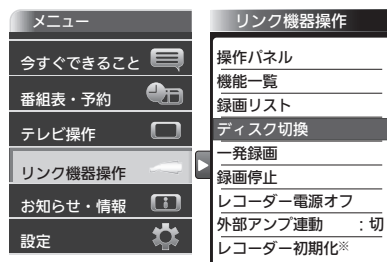 メニュー
今すぐできること
番組表・予約
テレビ操作
リンク機器操作
お知らせ・情報
設定
リンク機器操作
操作パネル
機能一覧
録画リスト
ディスク切換
一発録画
録画停止
レコーダー電源オフ
外部アンプ連動　：切
レコーダー初期化※